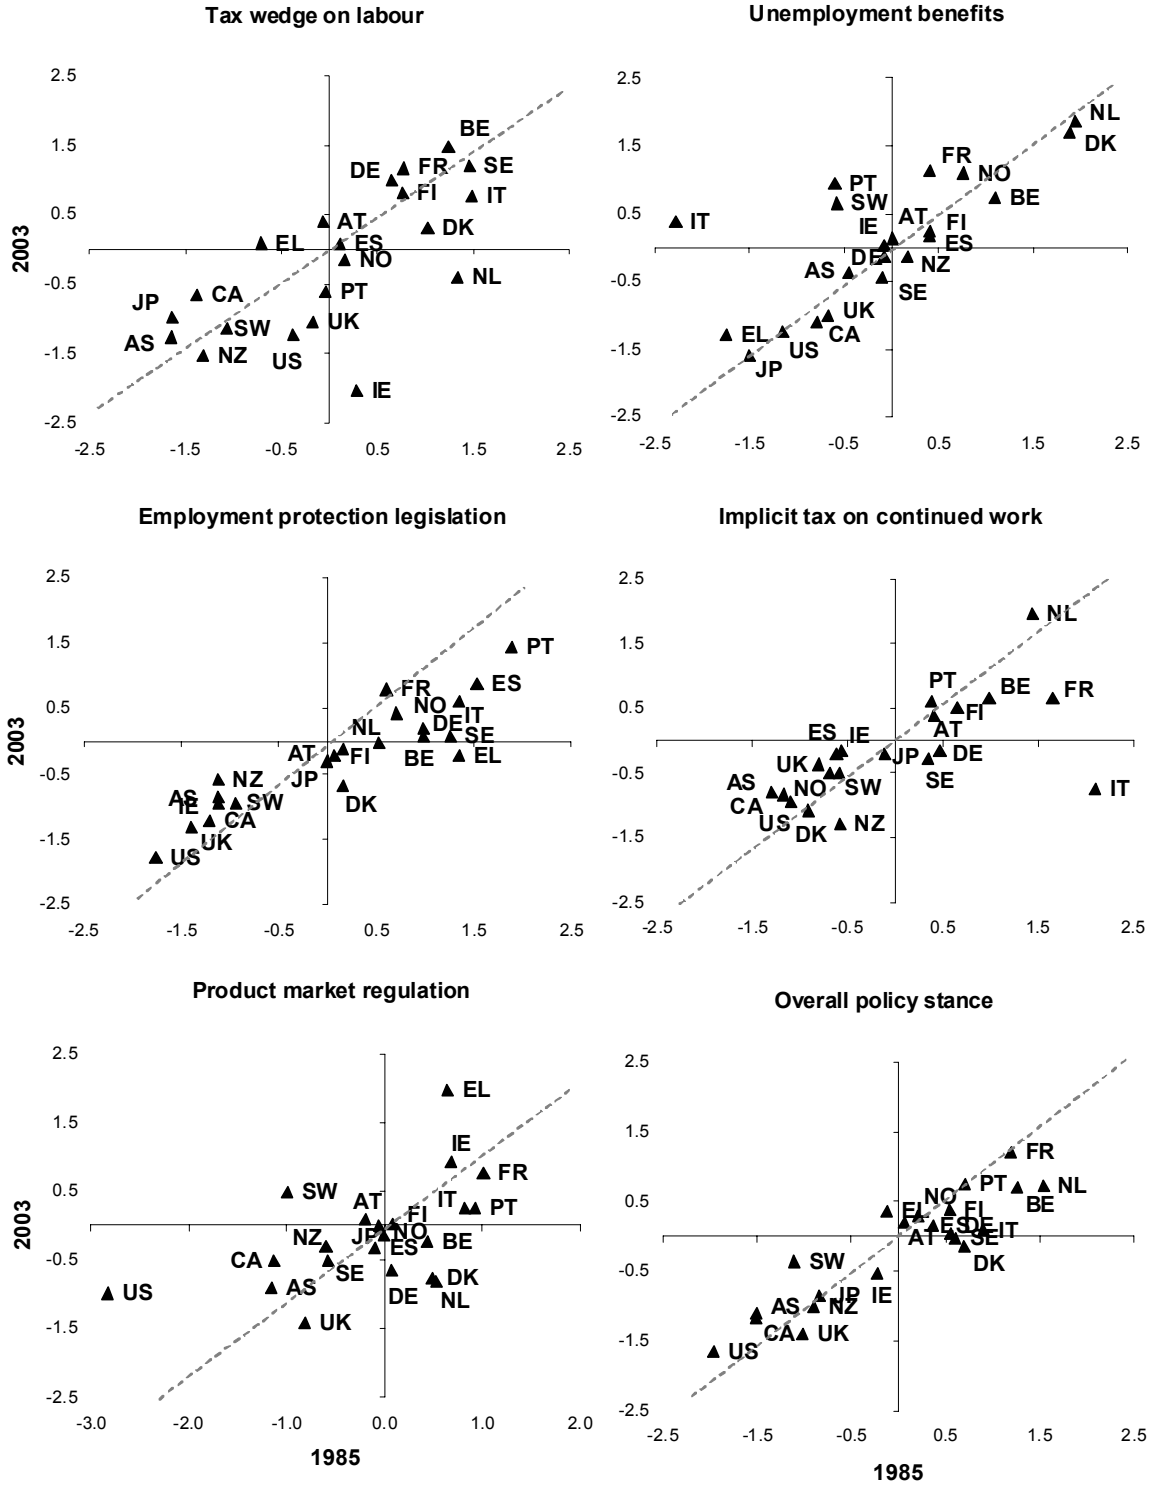 Tax wedge on labour
2003
2.5
1.5
0.5
-0.5
-1.5
-2.5
-2.5
-1.5
-0.5
0.5
1.5
2.5
BE
DE
FR
SE
FI
IT
AT
DK
EL
ES
NO
NL
CA
PT
JP
UK
SW
AS
NZ
US
IE
Unemployment benefits
2.5
1.5
0.5
-0.5
-1.5
-2.5
-2.5
-1.5
-0.5
0.5
1.5
2.5
NL
DK
FR
NO
PT
BE
SW
IT
AT
FI
IE
ES
DE
NZ
AS
SE
UK
CA
EL
US
JP
Employment protection legislation
2003
2.5
1.5
0.5
-0.5
-1.5
-2.5
-2.5
-1.5
-0.5
0.5
1.5
2.5
PT
ES
FR
NO
IT
NL
DE
SE
AT
FI
BE
EL
JP
NZ
AS
SW
DK
IE
CA
UK
US
Implicit tax on continued work
2.5
1.5
0.5
-0.5
-1.5
-2.5
-2.5
-1.5
-0.5
0.5
1.5
2.5
NL
PT
BE
FR
FI
AT
ES
IE
JP
DE
UK
SE
AS
NO
SW
IT
CA
US
DK
NZ
Product market regulation
2003
2.5
1.5
0.5
-0.5
-1.5
-2.5
-3.0
-2.0
-1.0
0.0
1.0
2.0
1985
EL
IE
FR
SW
AT
IT
PT
FI
NZ
JP
NO
BE
ES
CA
SE
DK
US
AS
DE
NL
UK
Overall policy stance
2.5
1.5
0.5
-0.5
-1.5
-2.5
-2.5
-1.5
-0.5
0.5
1.5
2.5
1985
FR
PT
NL
NO
BE
EL
FI
ES
DE
IT
AT
SE
DK
SW
IE
JP
AS
NZ
CA
UK
US